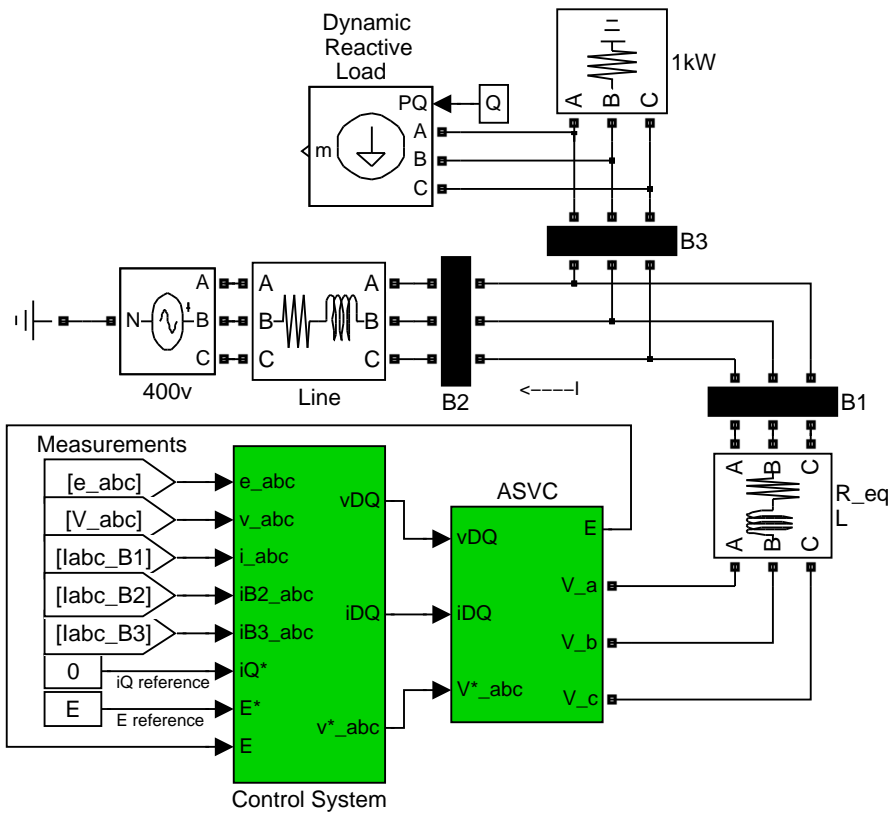 Dynamic
Reactive
Load
1kW
PQ
Q
A B C
A
m
B
C
B3
A A A
N B B B
C C C
400v
Line
B2
<----I
B1
Measurements
A B C
R_eq
L
A B C
[e_abc]
[V_abc]
[Iabc_B1]
[Iabc_B2]
[Iabc_B3]
0
iQ reference
E
E reference
e_abc
v_abc
i_abc
iB2_abc
iB3_abc
iQ*
E*
E
vDQ
iDQ
v*_abc
Control System
ASVC
vDQ
iDQ
V*_abc
E
V_a
V_b
V_c